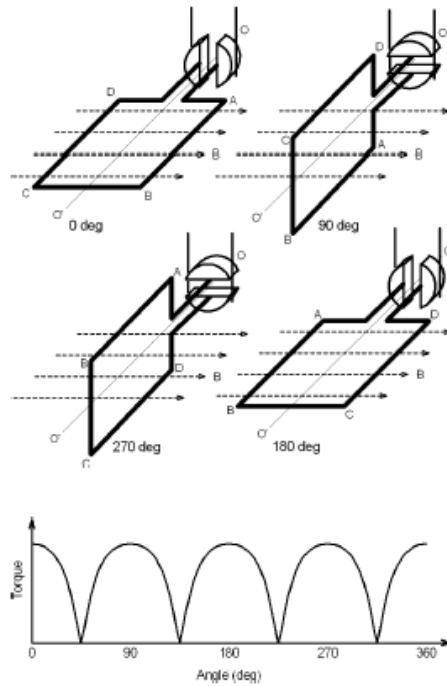 O
D
A
B
C
B
O'
0 deg
D
O
C
A
B
B
O'
90 deg
A
O
B
D
B
C
O'
270 deg
O
A
D
B
B
C
O'
180 deg
Torque
0 90 180 270 360
Angle (deg)